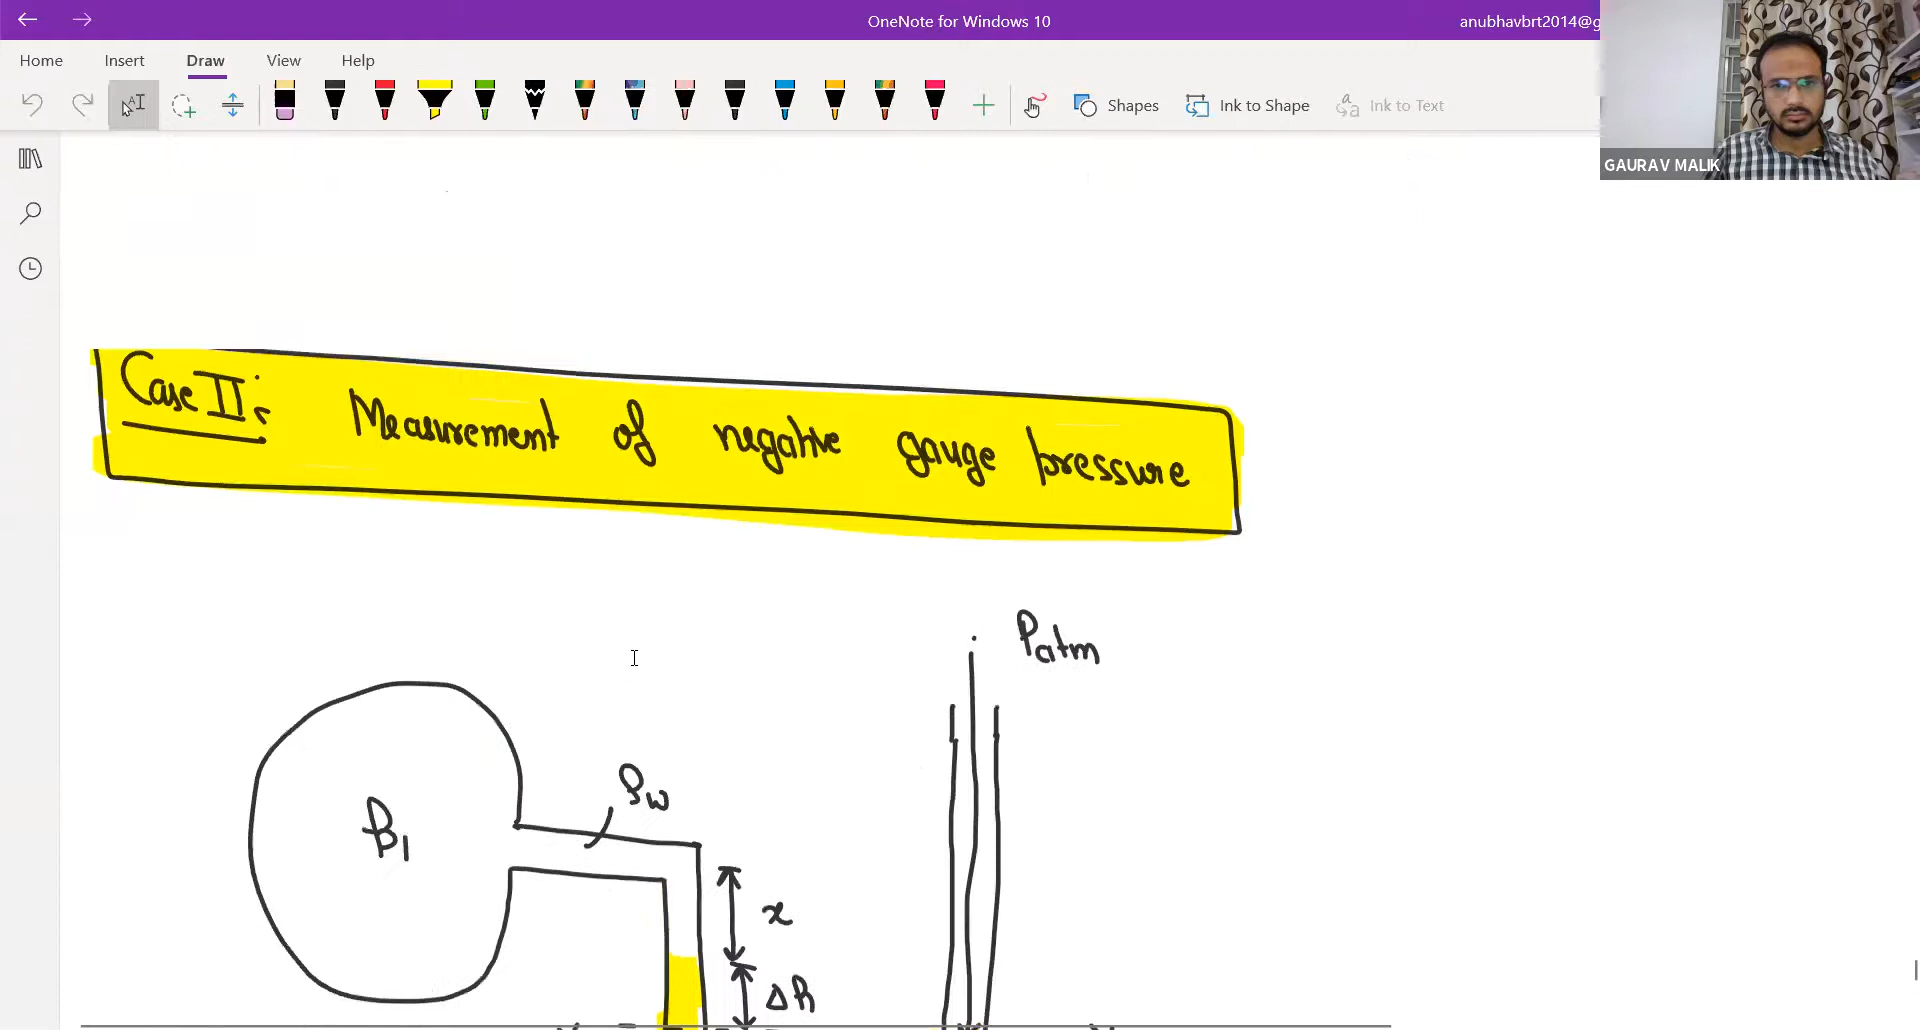 OneNote for Windows 10
anubhavbrt2014@g
Home Insert Draw View Help
Shapes Ink to Shape Ink to Text
GAURAV MALIK
Case II: Measurement of negative gauge pressure
Patm
ρw
P1
x
Δh